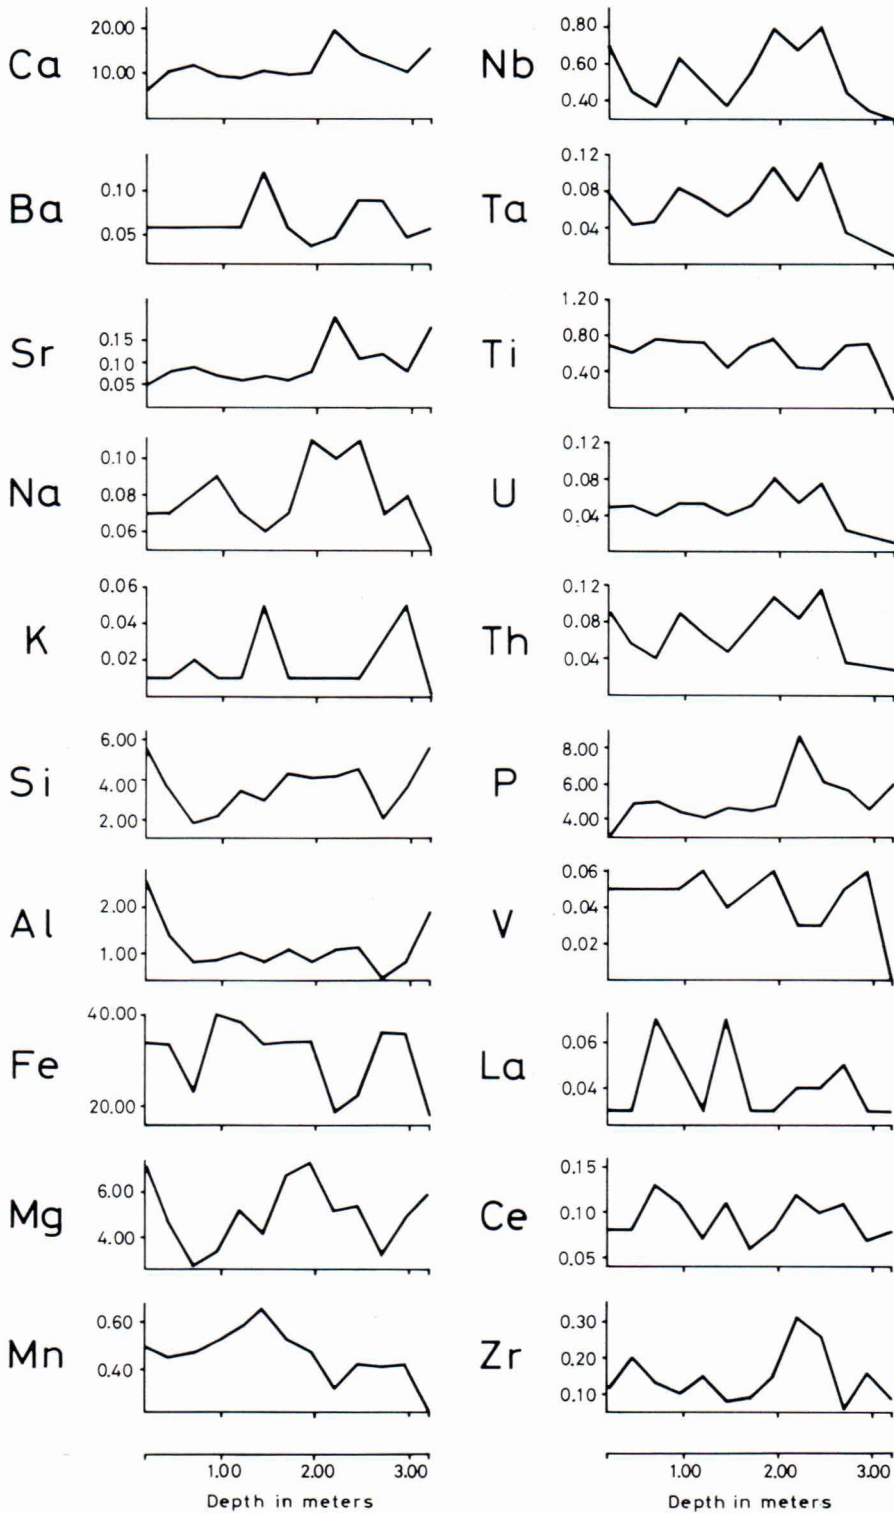 Ca
20.00
10.00
Ba
0.10
0.05
Sr
0.15
0.10
0.05
Na
0.10
0.08
0.06
K
0.06
0.04
0.02
Si
6.00
4.00
2.00
Al
2.00
1.00
Fe
40.00
20.00
Mg
6.00
4.00
Mn
0.60
0.40
1.00 2.00 3.00
Depth in meters
Nb
0.80
0.60
0.40
Ta
0.12
0.08
0.04
Ti
1.20
0.80
0.40
U
0.12
0.08
0.04
Th
0.12
0.08
0.04
P
8.00
6.00
4.00
V
0.06
0.04
0.02
La
0.06
0.04
Ce
0.15
0.10
0.05
Zr
0.30
0.20
0.10
1.00 2.00 3.00
Depth in meters